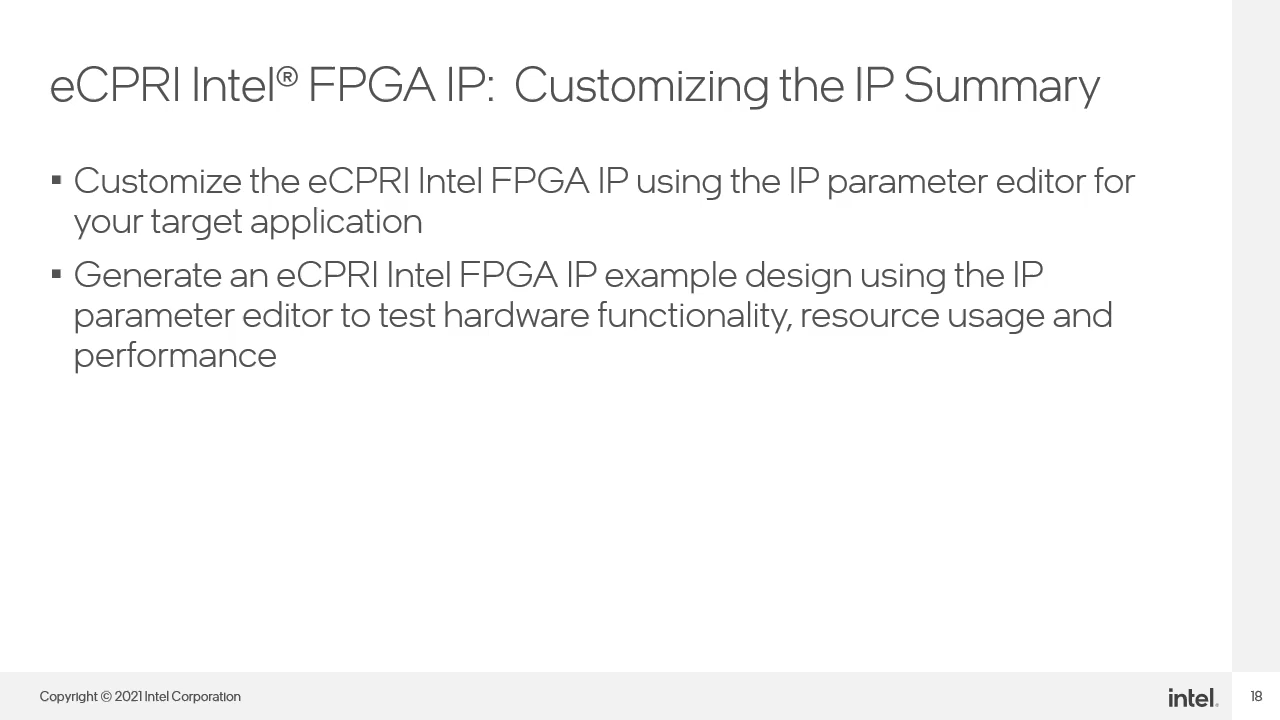 eCPRI Intel® FPGA IP:  Customizing the IP Summary
▪ Customize the eCPRI Intel FPGA IP using the IP parameter editor for
your target application
▪ Generate an eCPRI Intel FPGA IP example design using the IP
parameter editor to test hardware functionality, resource usage and
performance
Copyright © 2021 Intel Corporation
intel.
18